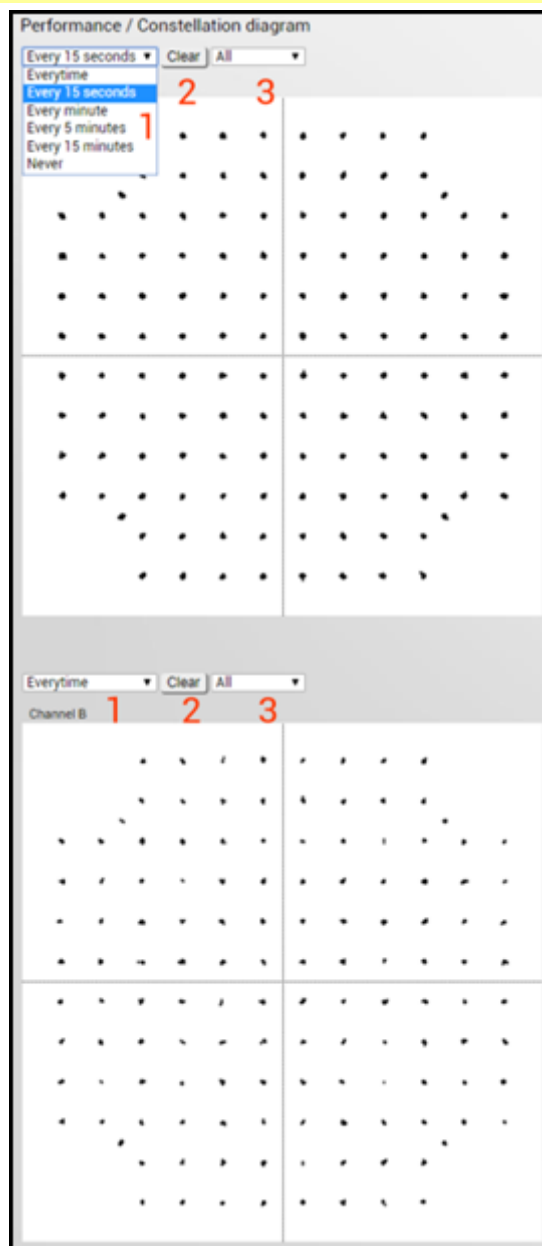 Performance / Constellation diagram
Every 15 seconds Clear All
Everytime
Every 15 seconds 2 3
Every minute
1
Every 5 minutes
Every 15 minutes
Never
Everytime Clear All
Channel B 1 2 3